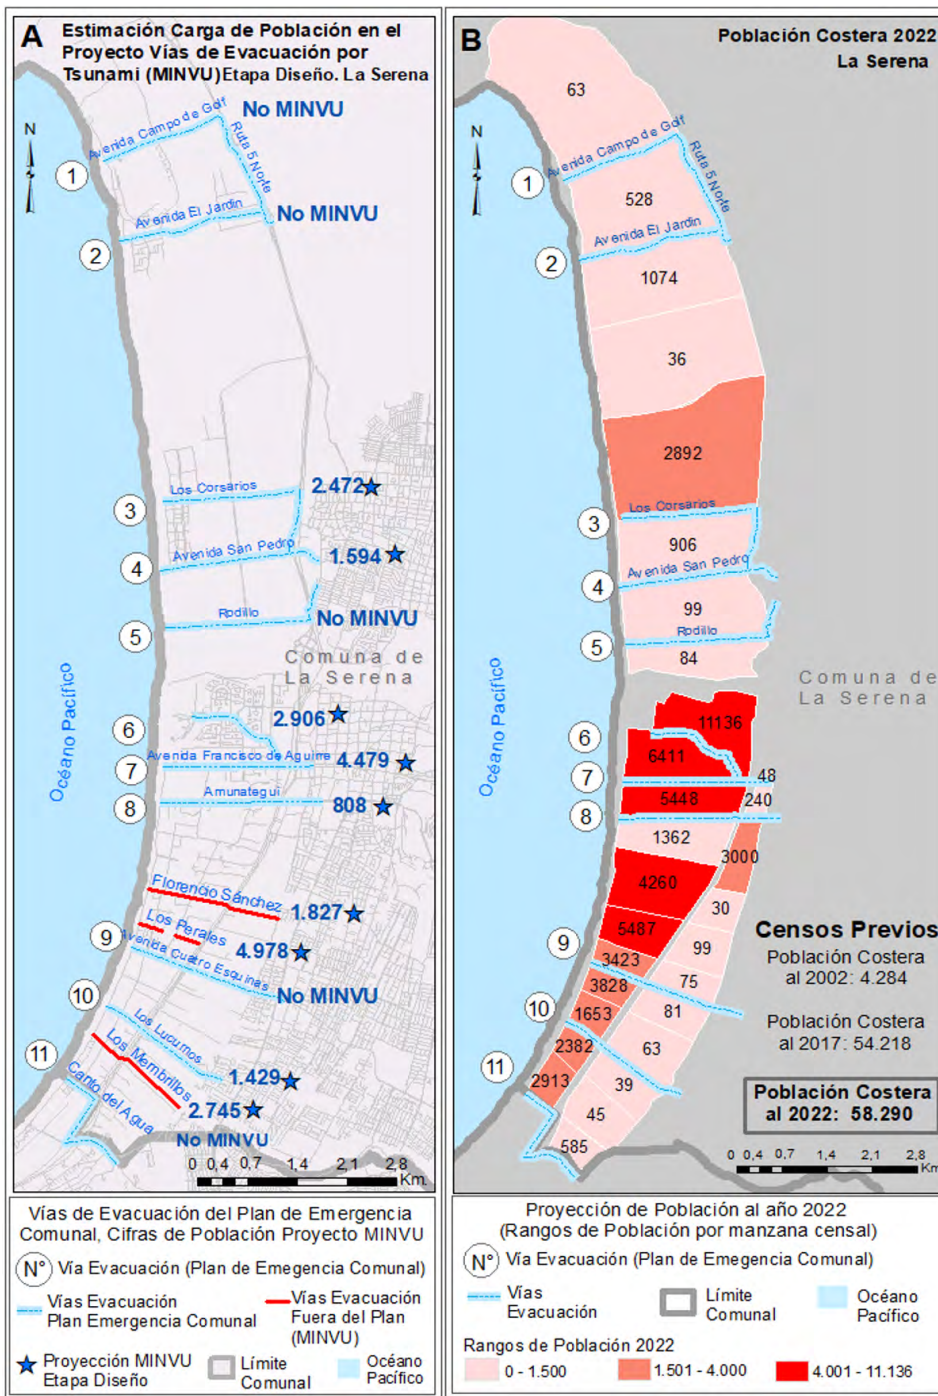 A
Estimación Carga de Población en el
Proyecto Vías de Evacuación por
Tsunami (MINVU) Etapa Diseño. La Serena
N
No MINVU
Avenida Campo de Golf
Ruta 5 Norte
1
No MINVU
Avenida El Jardin
2
2.472
Los Corsarios
3
1.594
Avenida San Pedro
4
Rodillo
No MINVU
5
Comuna de
La Serena
Océano Pacífico
2.906
6
Avenida Francisco de Aguirre
4.479
7
Amunategui
808
8
Florencio Sánchez
1.827
Los Perales
9
4.978
Avenida Cuatro Esquinas
No MINVU
10
Los Lucumos
Los Membrillos
11
1.429
Canto del Agua
2.745
No MINVU
0 0,4 0,7 1,4 2,1 2,8
Km.
Vías de Evacuación del Plan de Emergencia
Comunal, Cifras de Población Proyecto MINVU
N° Vía Evacuación (Plan de Emegencia Comunal)
Vías Evacuación
Plan Emergencia Comunal
Vías Evacuación
Fuera del Plan
(MINVU)
Proyección MINVU
Etapa Diseño
Límite
Comunal
Océano
Pacífico
B
Población Costera 2022
La Serena
63
N
Avenida Campo de Golf
Ruta 5 Norte
1
528
Avenida El Jardin
2
1074
36
2892
Los Corsarios
3
906
Avenida San Pedro
4
99
Rodillo
5
84
Comuna de
La Serena
Océano Pacífico
11136
6
6411
7
48
5448
240
8
1362
3000
4260
30
5487
9
99
3423
75
3828
81
10
1653
2382
63
11
2913
39
45
585
Censos Previos
Población Costera
al 2002: 4.284
Población Costera
al 2017: 54.218
Población Costera
al 2022: 58.290
0 0,4 0,7 1,4 2,1 2,8
Km
Proyección de Población al año 2022
(Rangos de Población por manzana censal)
N° Vía Evacuación (Plan de Emegencia Comunal)
Vías
Evacuación
Límite
Comunal
Océano
Pacífico
Rangos de Población 2022
0 - 1.500
1.501 - 4.000
4.001 - 11.136